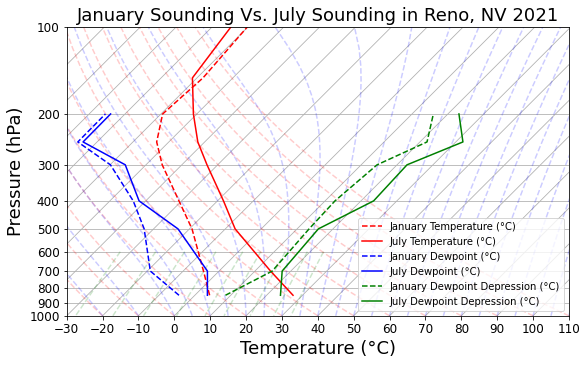 January Sounding Vs. July Sounding in Reno, NV 2021
Pressure (hPa)
100
200
300
400
500
600
700
800
900
1000
January Temperature (°C)
July Temperature (°C)
January Dewpoint (°C)
July Dewpoint (°C)
January Dewpoint Depression (°C)
July Dewpoint Depression (°C)
−30 −20 −10 0 10 20 30 40 50 60 70 80 90 100 110
Temperature (°C)